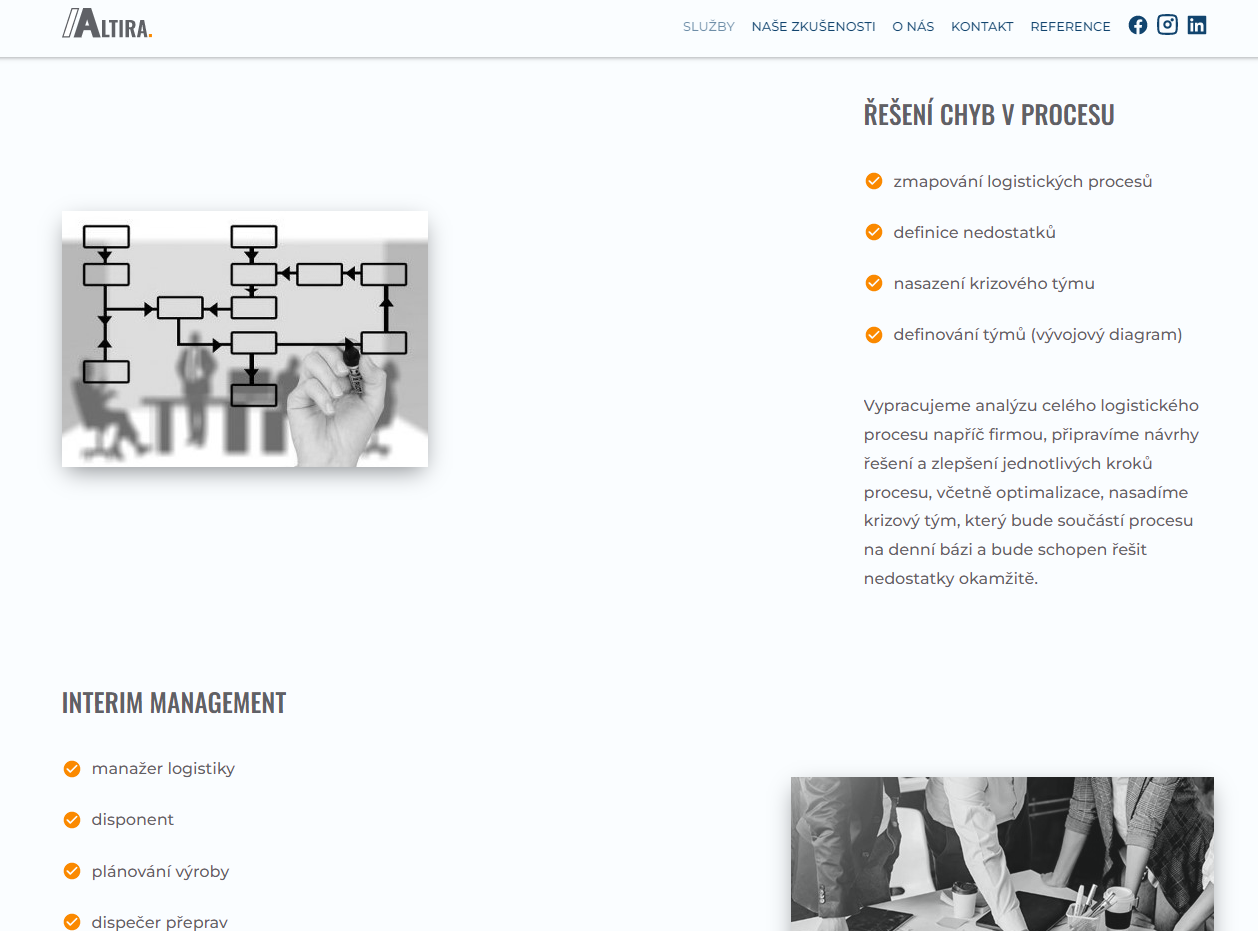 ALTIRA.
SLUŽBY NAŠE ZKUŠENOSTI O NÁS KONTAKT REFERENCE
ŘEŠENÍ CHYB V PROCESU
zmapování logistických procesů
definice nedostatků
nasazení krizového týmu
definování týmů (vývojový diagram)
Vypracujeme analýzu celého logistického
procesu napříč firmou, připravíme návrhy
řešení a zlepšení jednotlivých kroků
procesu, včetně optimalizace, nasadíme
krizový tým, který bude součástí procesu
na denní bázi a bude schopen řešit
nedostatky okamžitě.
INTERIM MANAGEMENT
manažer logistiky
disponent
plánování výroby
dispečer přeprav